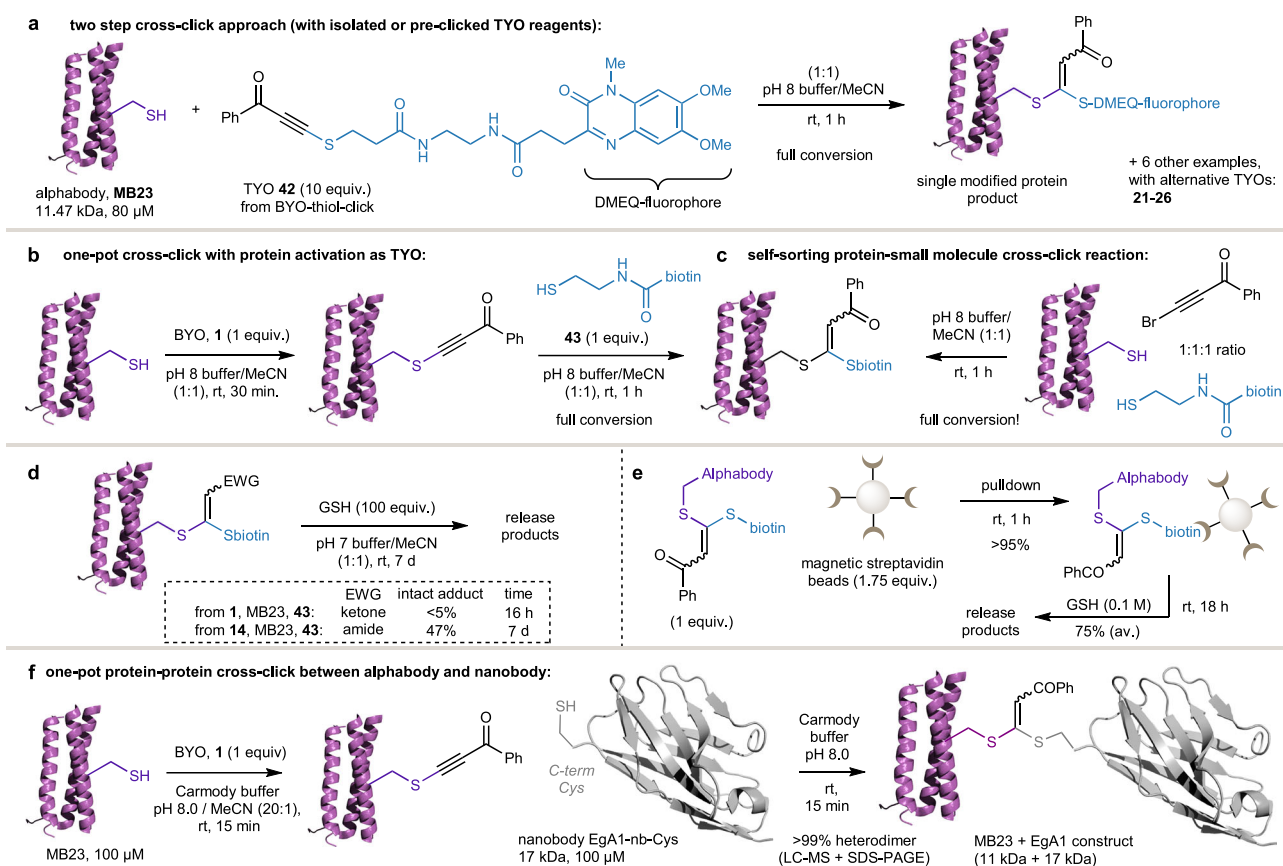 a two step cross-click approach (with isolated or pre-clicked TYO reagents):
SH
alphabody, MB23
11.47 kDa, 80 µM
+
O
Ph
S
O
N
H
H
N
O
Me
N
O
N
OMe
OMe
DMEQ-fluorophore
TYO 42 (10 equiv.)
from BYO-thiol-click
(1:1)
pH 8 buffer/MeCN
rt, 1 h
full conversion
Ph
O
S
S-DMEQ-fluorophore
single modified protein
product
+ 6 other examples,
with alternative TYOs:
21-26
b one-pot cross-click with protein activation as TYO:
SH
BYO, 1 (1 equiv.)
pH 8 buffer/MeCN
(1:1), rt, 30 min.
S
O
Ph
HS
H
N
biotin
O
43 (1 equiv.)
pH 8 buffer/MeCN
(1:1), rt, 1 h
full conversion
c self-sorting protein-small molecule cross-click reaction:
Ph
O
S
Sbiotin
pH 8 buffer/
MeCN (1:1)
rt, 1 h
full conversion!
SH
O
Ph
Br
1:1:1 ratio
HS
H
N
biotin
O
d
EWG
S
Sbiotin
GSH (100 equiv.)
pH 7 buffer/MeCN
(1:1), rt, 7 d
release
products
EWG intact adduct time
from 1, MB23, 43: ketone <5% 16 h
from 14, MB23, 43: amide 47% 7 d
e
Alphabody
S
S
biotin
O
Ph
(1 equiv.)
magnetic streptavidin
beads (1.75 equiv.)
pulldown
rt, 1 h
>95%
Alphabody
S
S
biotin
PhCO
GSH (0.1 M)
75% (av.)
rt, 18 h
release
products
f one-pot protein-protein cross-click between alphabody and nanobody:
SH
MB23, 100 µM
BYO, 1 (1 equiv)
Carmody buffer
pH 8.0 / MeCN (20:1),
rt, 15 min
S
O
Ph
SH
C-term
Cys
nanobody EgA1-nb-Cys
17 kDa, 100 µM
Carmody
buffer
pH 8.0
rt,
15 min
>99% heterodimer
(LC-MS + SDS-PAGE)
COPh
S
S
MB23 + EgA1 construct
(11 kDa + 17 kDa)